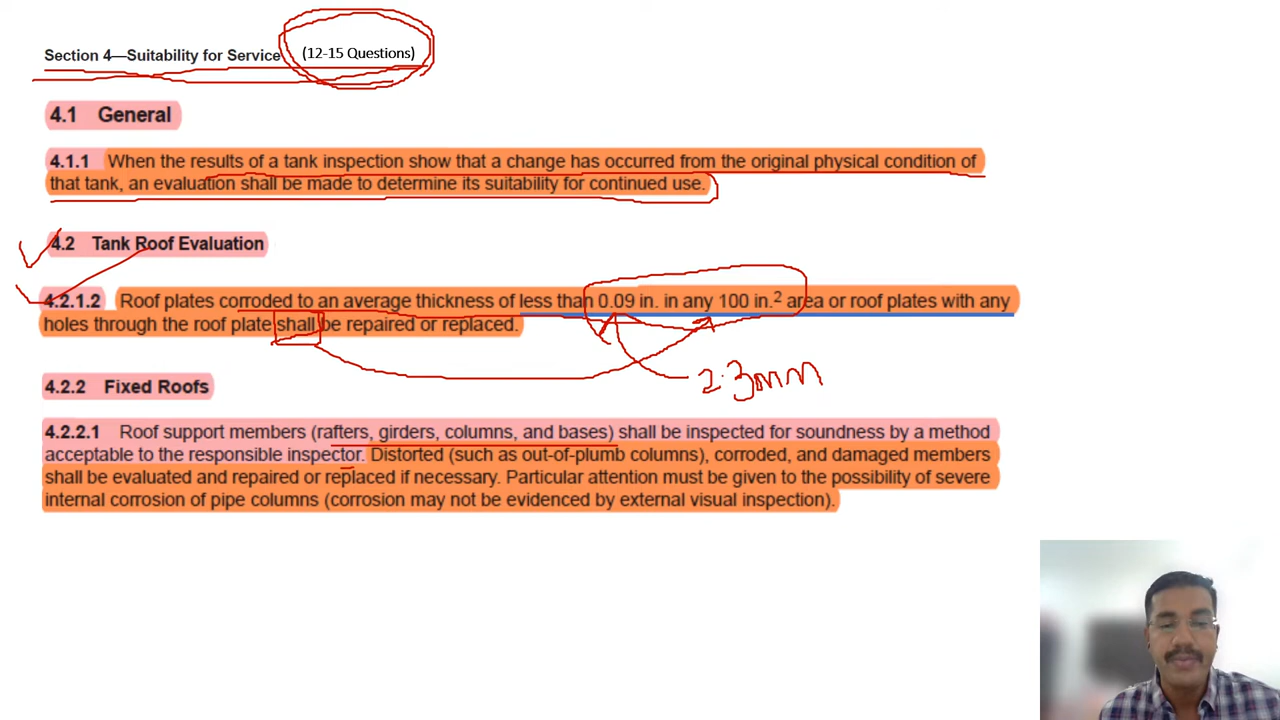 Section 4—Suitability for Service (12-15 Questions)
4.1 General
4.1.1 When the results of a tank inspection show that a change has occurred from the original physical condition of
that tank, an evaluation shall be made to determine its suitability for continued use.
4.2 Tank Roof Evaluation
4.2.1.2 Roof plates corroded to an average thickness of less than 0.09 in. in any 100 in.2 area or roof plates with any
holes through the roof plate shall be repaired or replaced.
2.3mm
4.2.2 Fixed Roofs
4.2.2.1 Roof support members (rafters, girders, columns, and bases) shall be inspected for soundness by a method
acceptable to the responsible inspector. Distorted (such as out-of-plumb columns), corroded, and damaged members
shall be evaluated and repaired or replaced if necessary. Particular attention must be given to the possibility of severe
internal corrosion of pipe columns (corrosion may not be evidenced by external visual inspection).